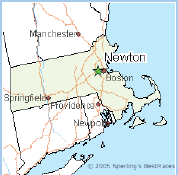 Manchester
Newton
Boston
Springfield
Providence
Newport
© 2005 Sperling's BestPlaces